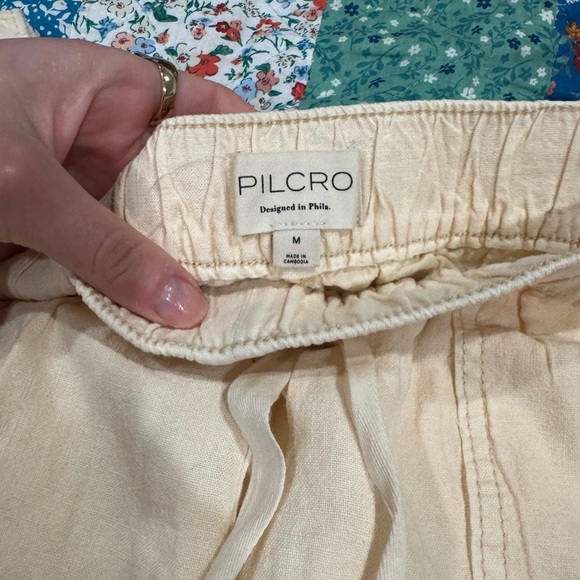 PILCRO
Designed in Phila.
M
MADE IN
CAMBODIA